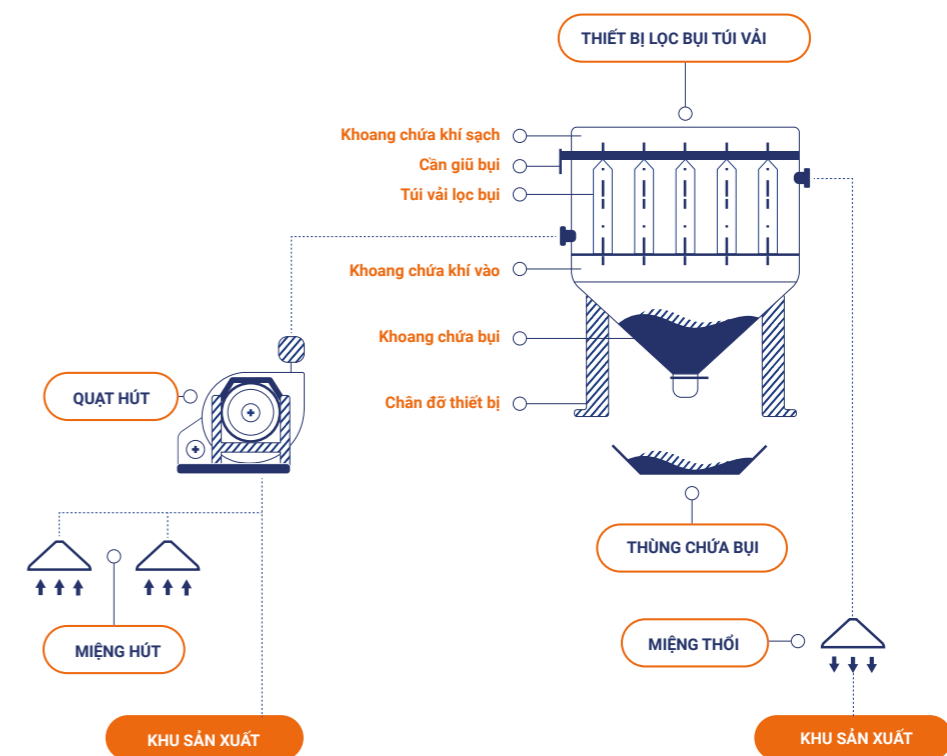 THIẾT BỊ LỌC BỤI TÚI VẢI
Khoang chứa khí sạch
Cần giũ bụi
Túi vải lọc bụi
Khoang chứa khí vào
Khoang chứa bụi
QUẠT HÚT
Chân đỡ thiết bị
THÙNG CHỨA BỤI
MIỆNG HÚT
MIỆNG THỔI
KHU SẢN XUẤT
KHU SẢN XUẤT